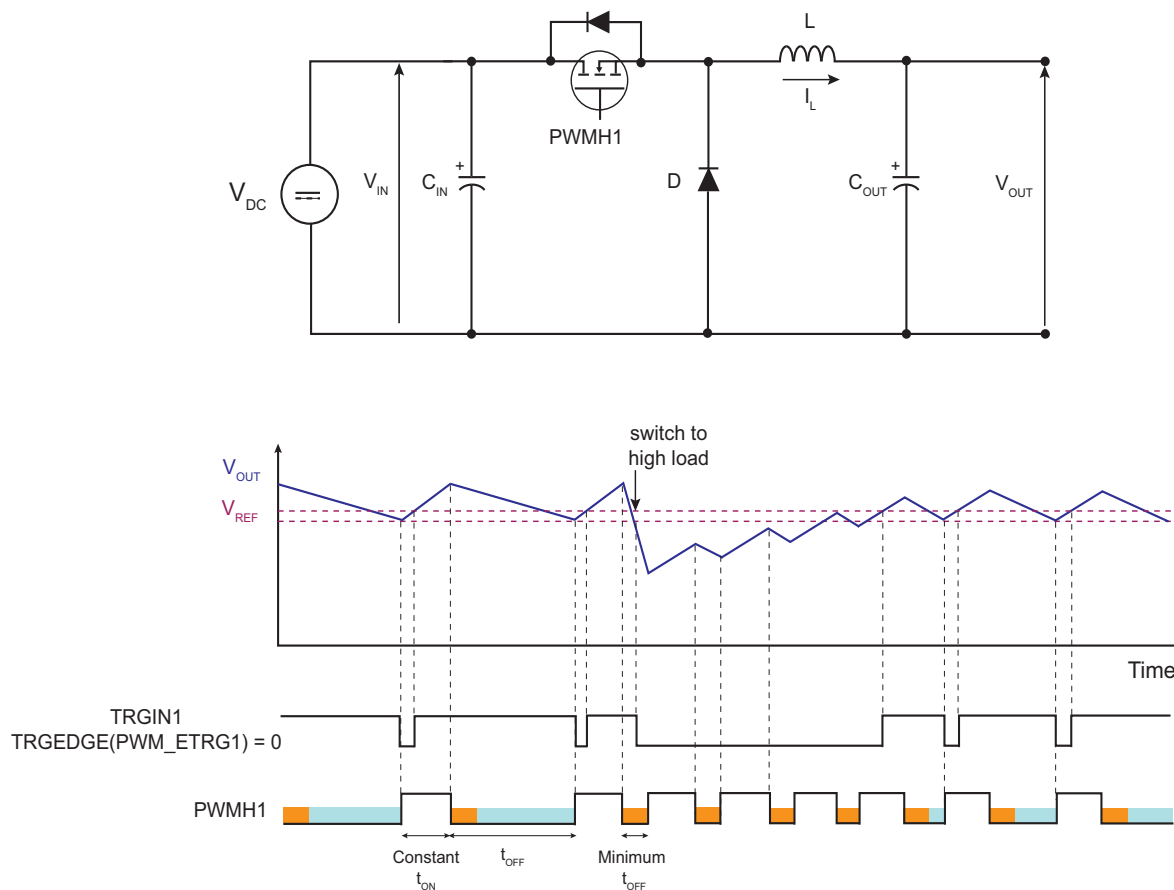 L
I_L
PWMH1
V_DC
V_IN
C_IN
+
D
C_OUT
+
V_OUT
switch to
high load
V_OUT
V_REF
Time
TRGIN1
TRGEDGE(PWM_ETRG1) = 0
PWMH1
Constant
t_ON
t_OFF
Minimum
t_OFF